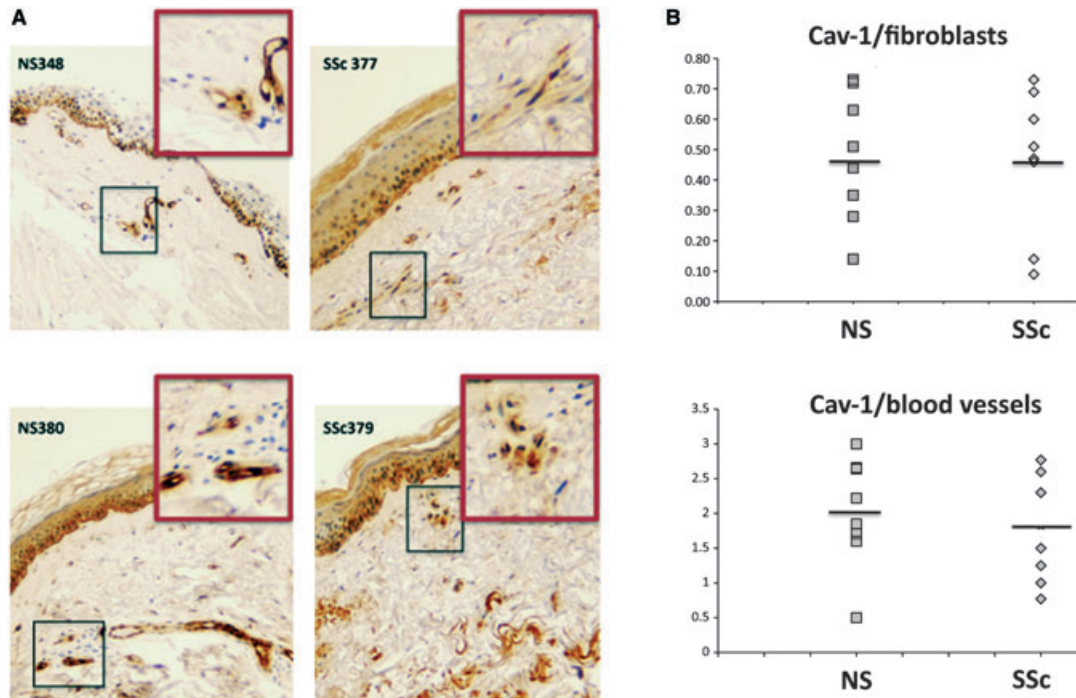 A
NS348
SSc 377
NS380
SSc379
B
Cav-1/fibroblasts
0.80
0.70
0.60
0.50
0.40
0.30
0.20
0.10
0.00
NS
SSc
Cav-1/blood vessels
3.5
3
2.5
2
1.5
1
0.5
0
NS
SSc